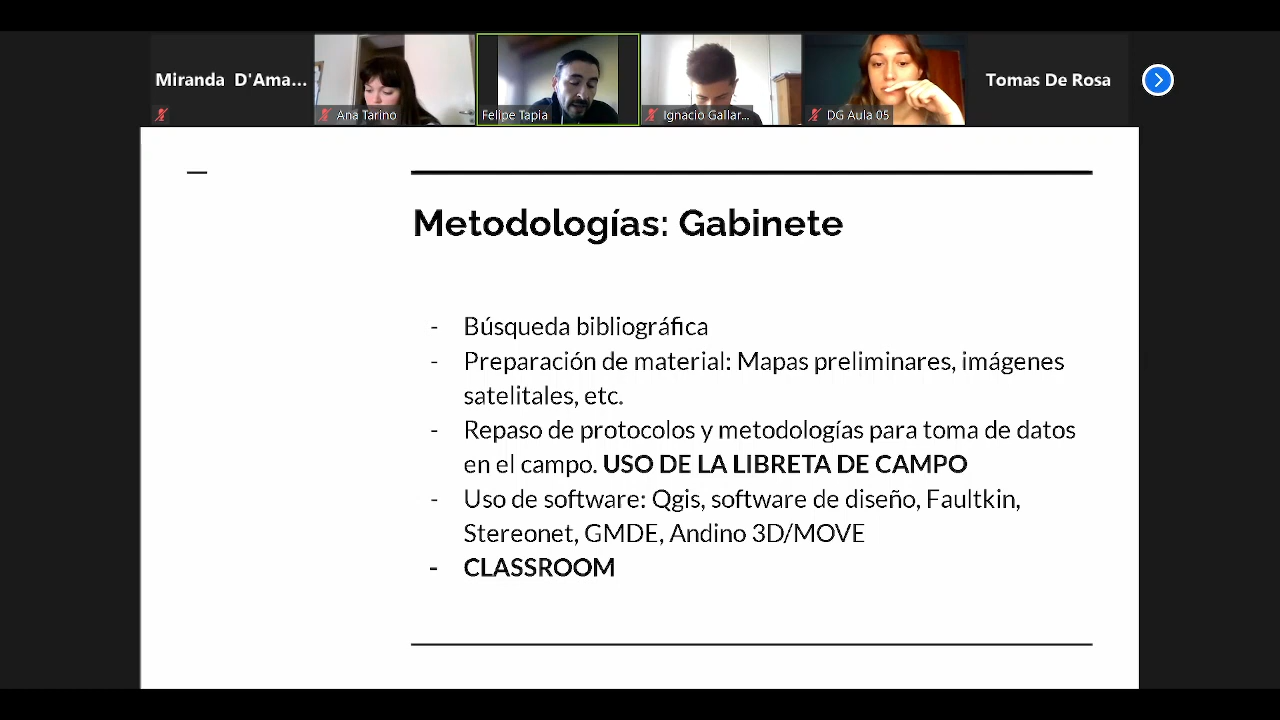 Miranda D'Ama...
Ana Tarino
Felipe Tapia
Ignacio Gallar...
DG Aula 05
Tomas De Rosa
Metodologías: Gabinete
- Búsqueda bibliográfica
- Preparación de material: Mapas preliminares, imágenes
satelitales, etc.
- Repaso de protocolos y metodologías para toma de datos
en el campo. USO DE LA LIBRETA DE CAMPO
- Uso de software: Qgis, software de diseño, Faultkin,
Stereonet, GMDE, Andino 3D/MOVE
- CLASSROOM